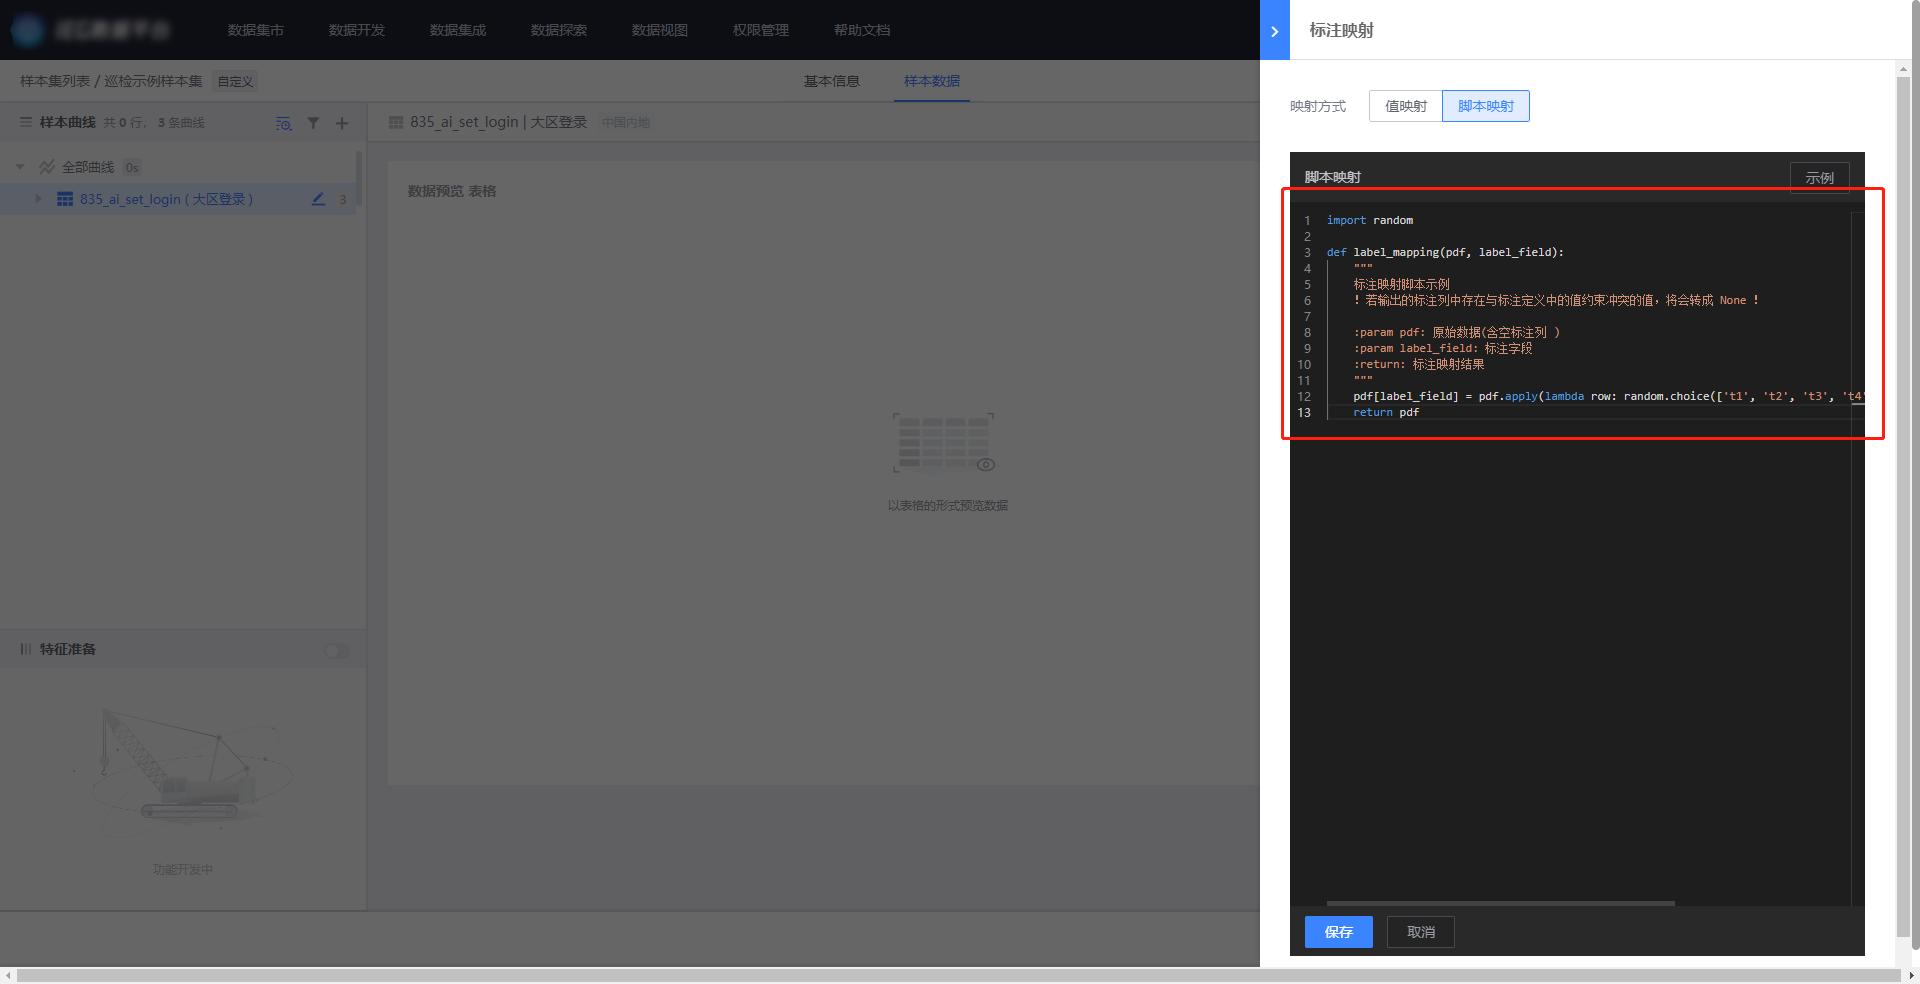 数据集市 数据开发 数据集成 数据探索 数据视图 权限管理 帮助文档
样本集列表 / 巡检示例样本集 自定义
基本信息 样本数据
样本曲线 共 0 行, 3 条曲线
全部曲线 0s
835_ai_set_login ( 大区登录 ) 3
特征准备
功能开发中
835_ai_set_login | 大区登录 中国内地
数据预览 表格
以表格的形式预览数据
标注映射
映射方式 值映射 脚本映射
脚本映射 示例
1 import random
2
3 def label_mapping(pdf, label_field):
4 """
5 标注映射脚本示例
6 ! 若输出的标注列中存在与标注定义中的值约束冲突的值，将会转成 None !
7
8 :param pdf: 原始数据(含空标注列 )
9 :param label_field: 标注字段
10 :return: 标注映射结果
11 """
12 pdf[label_field] = pdf.apply(lambda row: random.choice(['t1', 't2', 't3', 't4'
13 return pdf
保存 取消